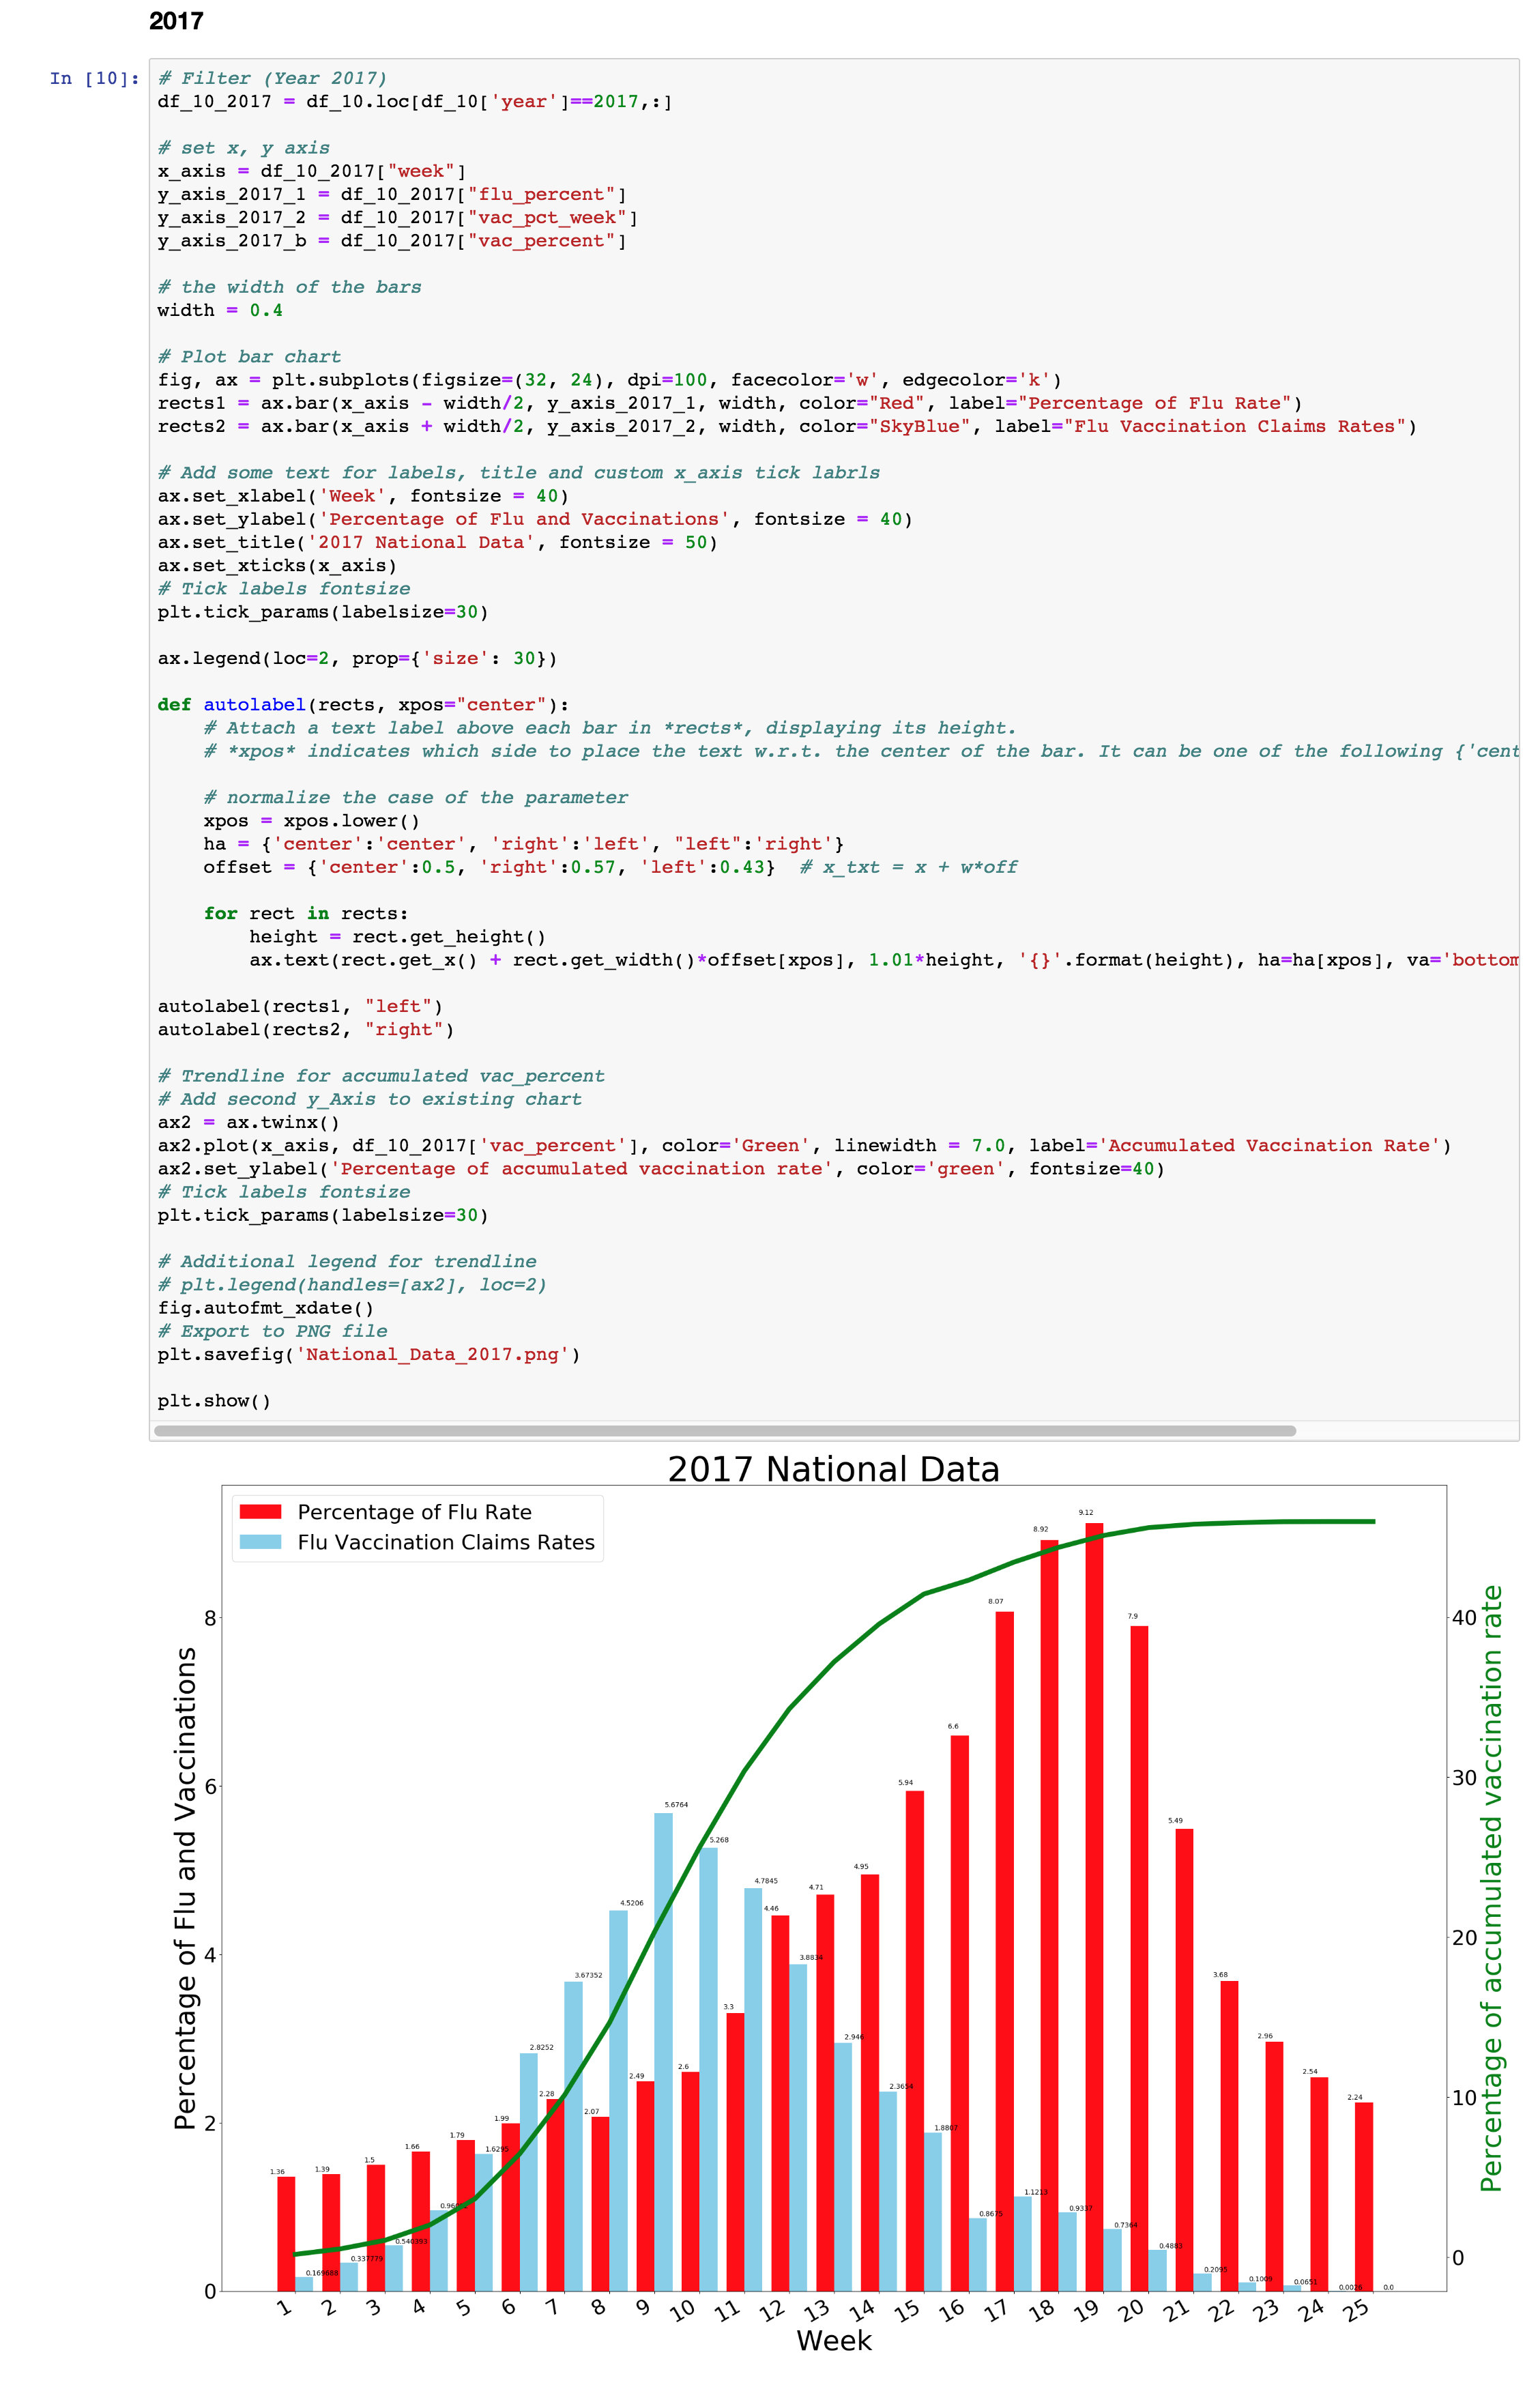 2017
In [10]:
# Filter (Year 2017)
df_10_2017 = df_10.loc[df_10['year']==2017,:]
# set x, y axis
x_axis = df_10_2017["week"]
y_axis_2017_1 = df_10_2017["flu_percent"]
y_axis_2017_2 = df_10_2017["vac_pct_week"]
y_axis_2017_b = df_10_2017["vac_percent"]
# the width of the bars
width = 0.4
# Plot bar chart
fig, ax = plt.subplots(figsize=(32, 24), dpi=100, facecolor='w', edgecolor='k')
rects1 = ax.bar(x_axis - width/2, y_axis_2017_1, width, color="Red", label="Percentage of Flu Rate")
rects2 = ax.bar(x_axis + width/2, y_axis_2017_2, width, color="SkyBlue", label="Flu Vaccination Claims Rates")
# Add some text for labels, title and custom x_axis tick labrls
ax.set_xlabel('Week', fontsize = 40)
ax.set_ylabel('Percentage of Flu and Vaccinations', fontsize = 40)
ax.set_title('2017 National Data', fontsize = 50)
ax.set_xticks(x_axis)
# Tick labels fontsize
plt.tick_params(labelsize=30)
ax.legend(loc=2, prop={'size': 30})
def autolabel(rects, xpos="center"):
# Attach a text label above each bar in *rects*, displaying its height.
# *xpos* indicates which side to place the text w.r.t. the center of the bar. It can be one of the following {'cent
# normalize the case of the parameter
xpos = xpos.lower()
ha = {'center':'center', 'right':'left', "left":'right'}
offset = {'center':0.5, 'right':0.57, 'left':0.43}  # x_txt = x + w*off
for rect in rects:
height = rect.get_height()
ax.text(rect.get_x() + rect.get_width()*offset[xpos], 1.01*height, '{}'.format(height), ha=ha[xpos], va='bottom
autolabel(rects1, "left")
autolabel(rects2, "right")
# Trendline for accumulated vac_percent
# Add second y_Axis to existing chart
ax2 = ax.twinx()
ax2.plot(x_axis, df_10_2017['vac_percent'], color='Green', linewidth = 7.0, label='Accumulated Vaccination Rate')
ax2.set_ylabel('Percentage of accumulated vaccination rate', color='green', fontsize=40)
# Tick labels fontsize
plt.tick_params(labelsize=30)
# Additional legend for trendline
# plt.legend(handles=[ax2], loc=2)
fig.autofmt_xdate()
# Export to PNG file
plt.savefig('National_Data_2017.png')
plt.show()
2017 National Data
Percentage of Flu Rate
Flu Vaccination Claims Rates
Percentage of Flu and Vaccinations
8
6
4
2
0
1.36
1.39
1.5
1.66
1.79
1.99
2.28
2.07
2.49
2.6
3.3
4.46
4.71
4.95
5.94
6.6
8.07
8.92
9.12
7.9
5.49
3.68
2.96
2.54
2.24
0.169688
0.337779
0.540393
1.6295
2.8252
3.67352
4.5206
5.6764
5.268
4.7845
3.8834
2.946
2.3654
1.8807
0.8675
1.1213
0.9337
0.7364
0.4883
0.2095
0.1009
0.0651
0.0026
0.0
40
30
20
10
0
Percentage of accumulated vaccination rate
1 2 3 4 5 6 7 8 9 10 11 12 13 14 15 16 17 18 19 20 21 22 23 24 25
Week